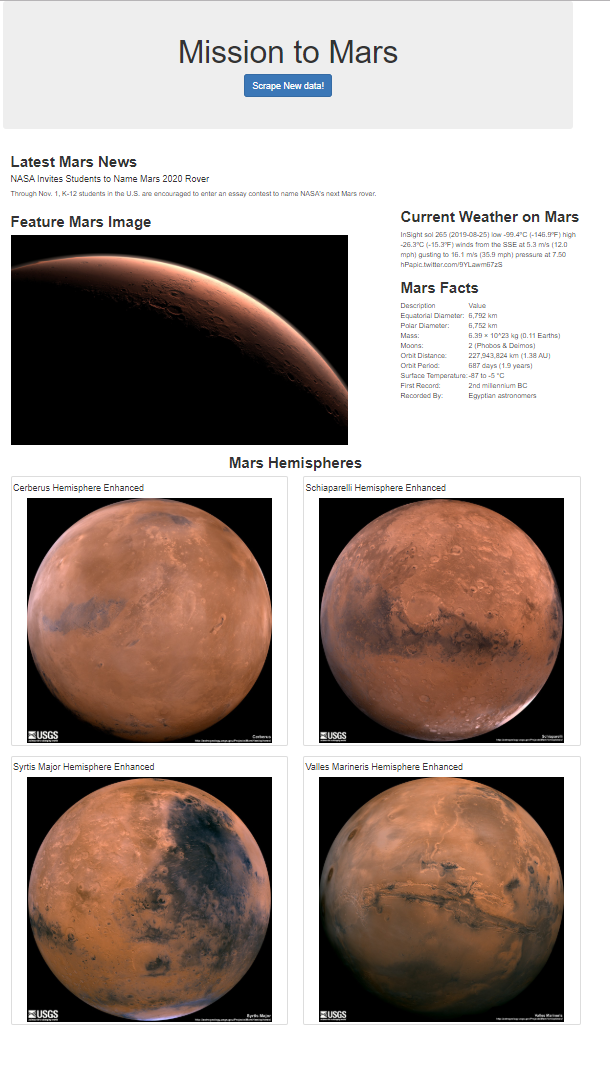 Mission to Mars
Scrape New data!
Latest Mars News
NASA Invites Students to Name Mars 2020 Rover
Through Nov. 1, K-12 students in the U.S. are encouraged to enter an essay contest to name NASA's next Mars rover.
Feature Mars Image
Current Weather on Mars
InSight sol 265 (2019-08-25) low -99.4ºC (-146.9ºF) high
-26.3ºC (-15.3ºF) winds from the SSE at 5.3 m/s (12.0
mph) gusting to 16.1 m/s (35.9 mph) pressure at 7.50
hPapic.twitter.com/9YLawm67zS
Mars Facts
Description Value
Equatorial Diameter: 6,792 km
Polar Diameter: 6,752 km
Mass: 6.39 × 10^23 kg (0.11 Earths)
Moons: 2 (Phobos & Deimos)
Orbit Distance: 227,943,824 km (1.38 AU)
Orbit Period: 687 days (1.9 years)
Surface Temperature: -87 to -5 °C
First Record: 2nd millennium BC
Recorded By: Egyptian astronomers
Mars Hemispheres
Cerberus Hemisphere Enhanced
USGS
Cerberus
Schiaparelli Hemisphere Enhanced
USGS
Schiaparelli
Syrtis Major Hemisphere Enhanced
USGS
Syrtis Major
Valles Marineris Hemisphere Enhanced
USGS
Valles Marineris